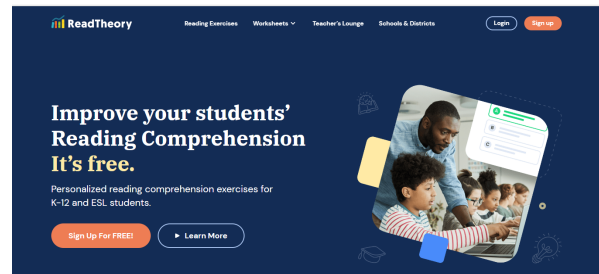 ReadTheory
Reading Exercises
Worksheets
Teacher's Lounge
Schools & Districts
Login
Sign up
Improve your students'
Reading Comprehension
It's free.
Personalized reading comprehension exercises for
K-12 and ESL students.
Sign Up For FREE!
Learn More
A
B
C